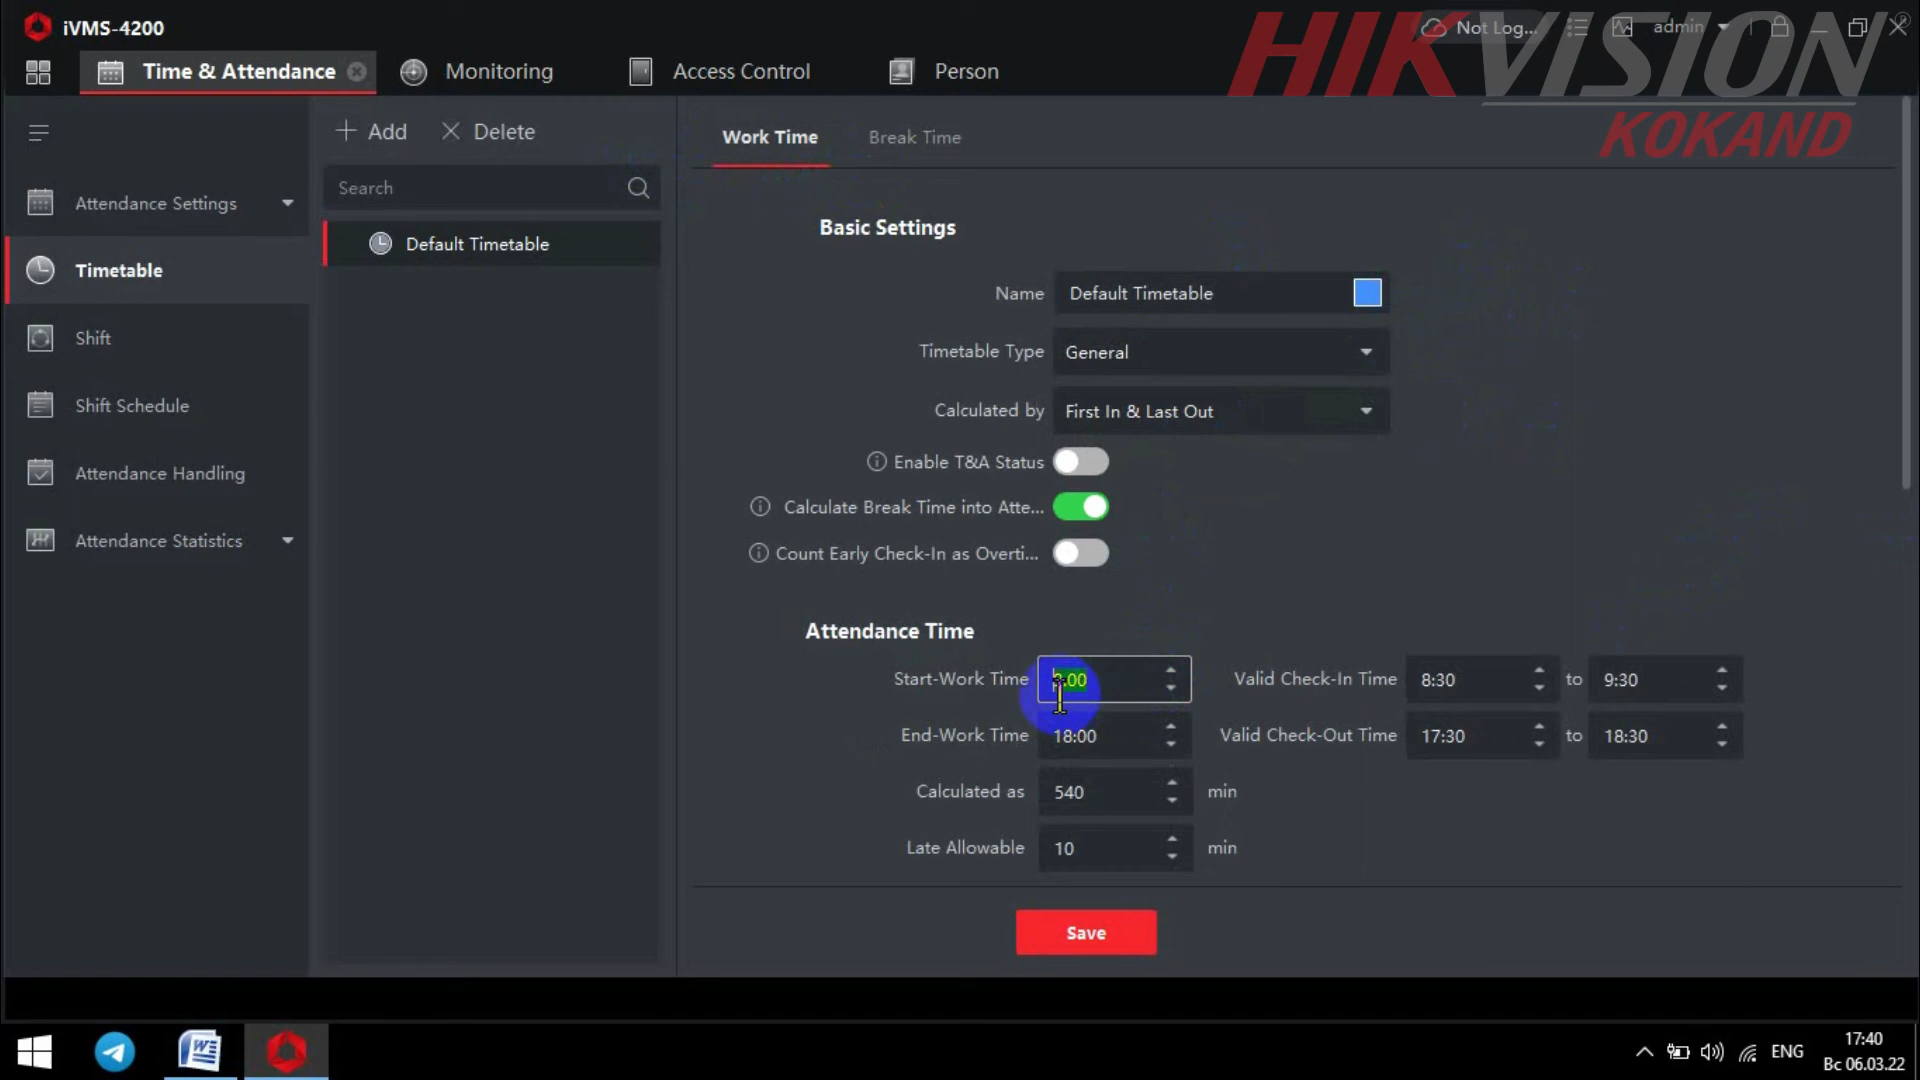 iVMS-4200
Not Log...
admin
HIKVISION
KOKAND
Time & Attendance
Monitoring
Access Control
Person
Add
Delete
Work Time
Break Time
Search
Attendance Settings
Default Timetable
Timetable
Shift
Shift Schedule
Attendance Handling
Attendance Statistics
Basic Settings
Name
Default Timetable
Timetable Type
General
Calculated by
First In & Last Out
Enable T&A Status
Calculate Break Time into Atte...
Count Early Check-In as Overti...
Attendance Time
Start-Work Time
Valid Check-In Time 8:30 to 9:30
End-Work Time 18:00 Valid Check-Out Time 17:30 to 18:30
Calculated as 540 min
Late Allowable 10 min
Save
ENG
17:40
Вс 06.03.22